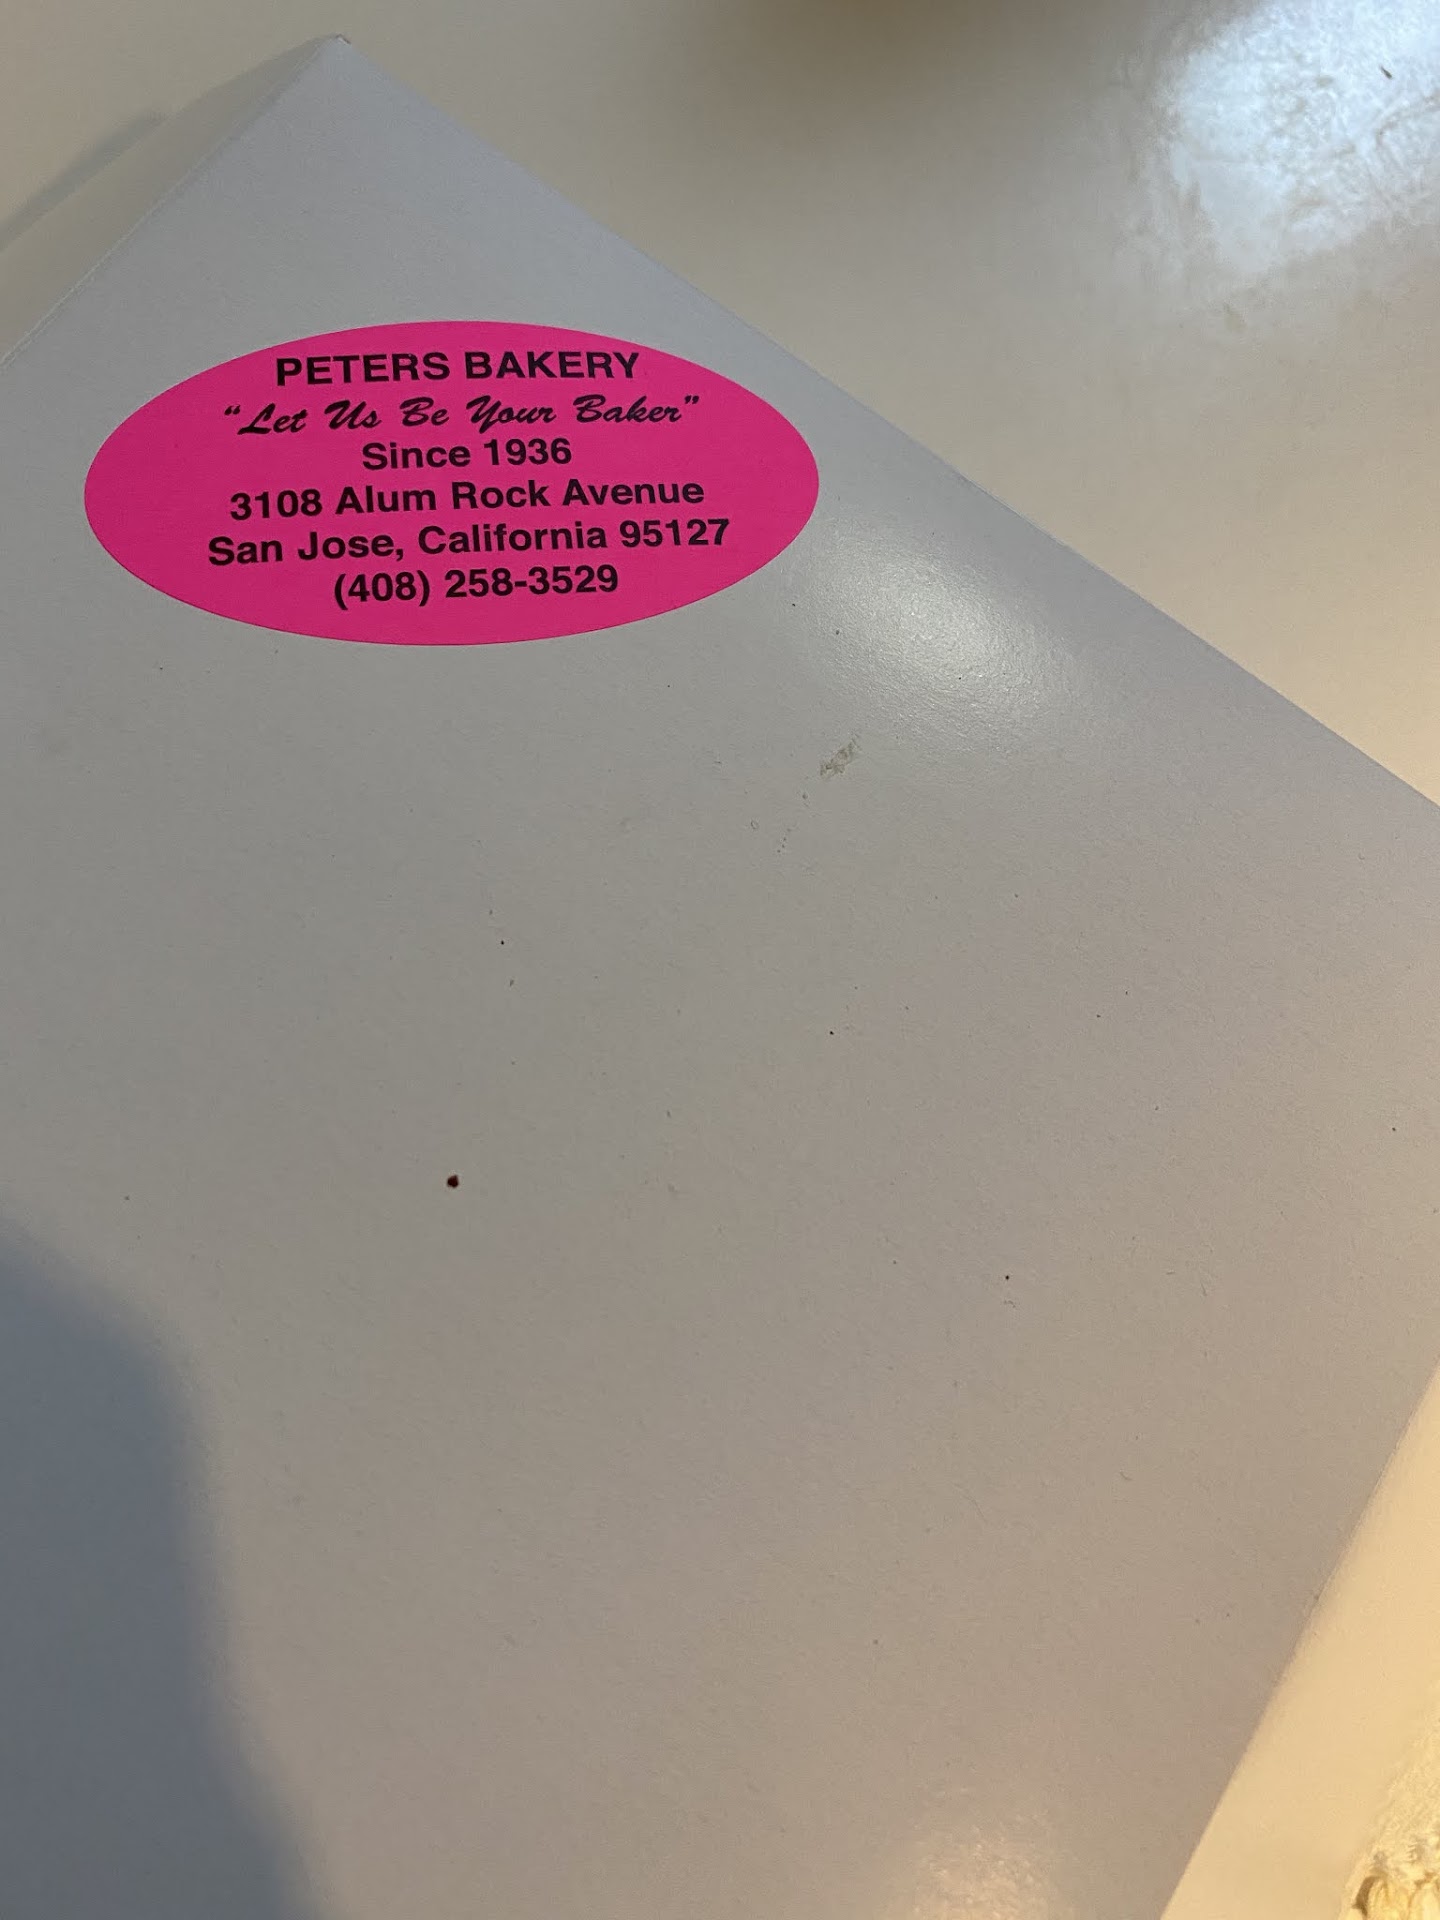 PETERS BAKERY
“Let Us Be Your Baker”
Since 1936
3108 Alum Rock Avenue
San Jose, California 95127
(408) 258-3529